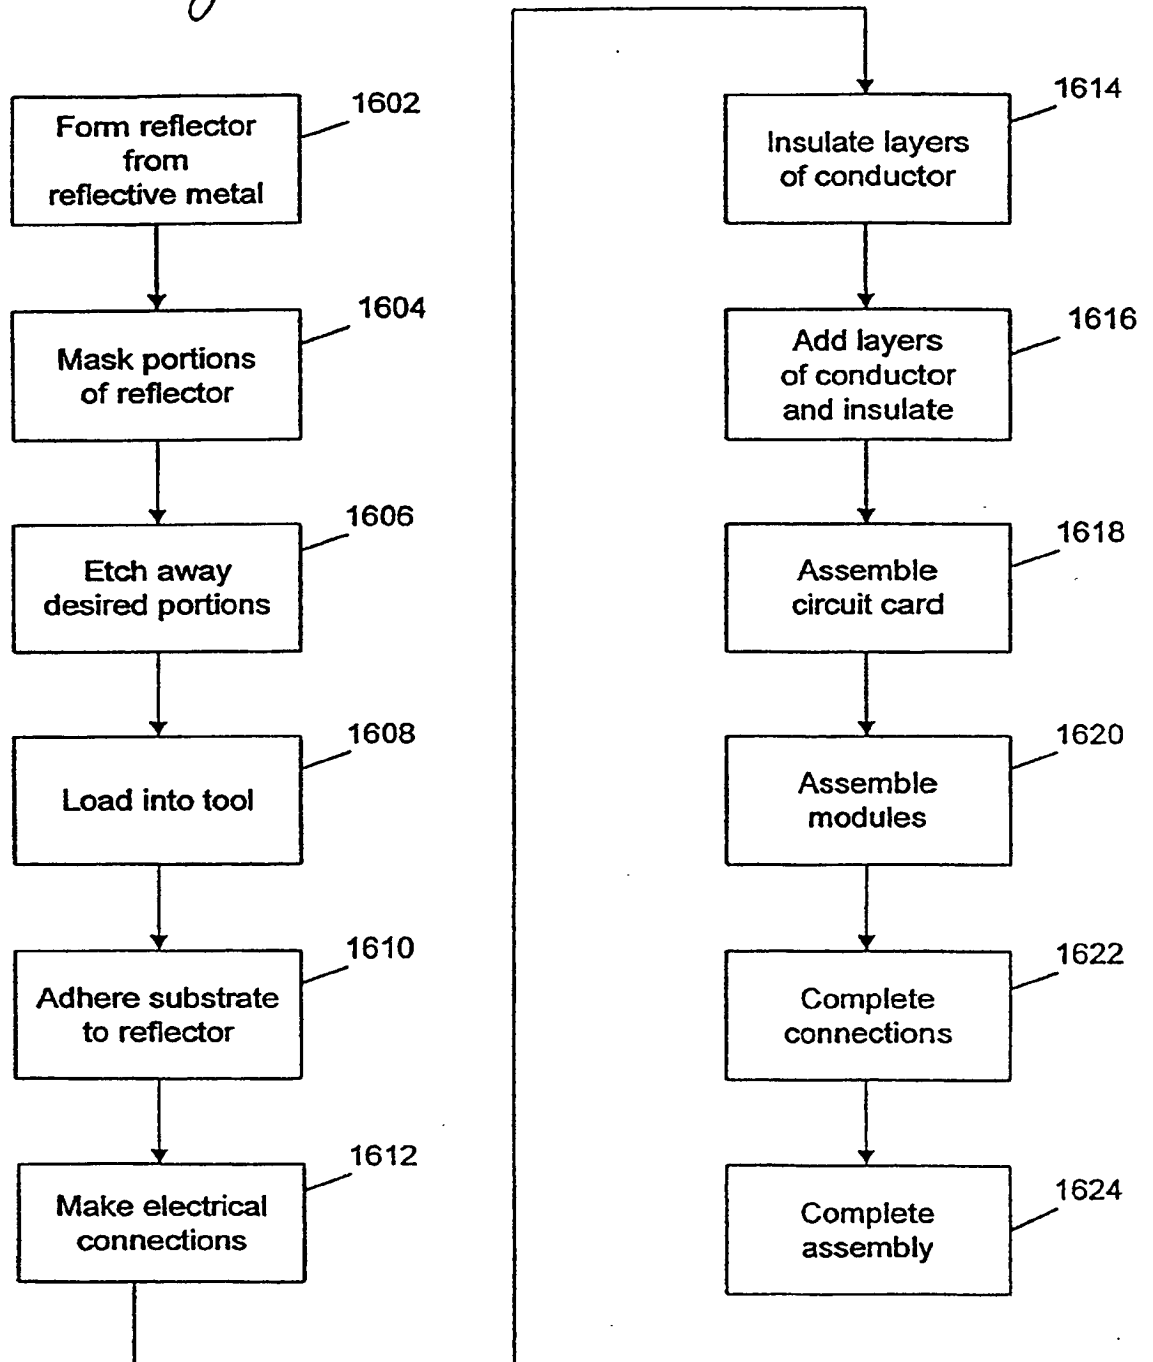 1602
Form reflector
from
reflective metal
1604
Mask portions
of reflector
1606
Etch away
desired portions
1608
Load into tool
1610
Adhere substrate
to reflector
1612
Make electrical
connections
1614
Insulate layers
of conductor
1616
Add layers
of conductor
and insulate
1618
Assemble
circuit card
1620
Assemble
modules
1622
Complete
connections
1624
Complete
assembly